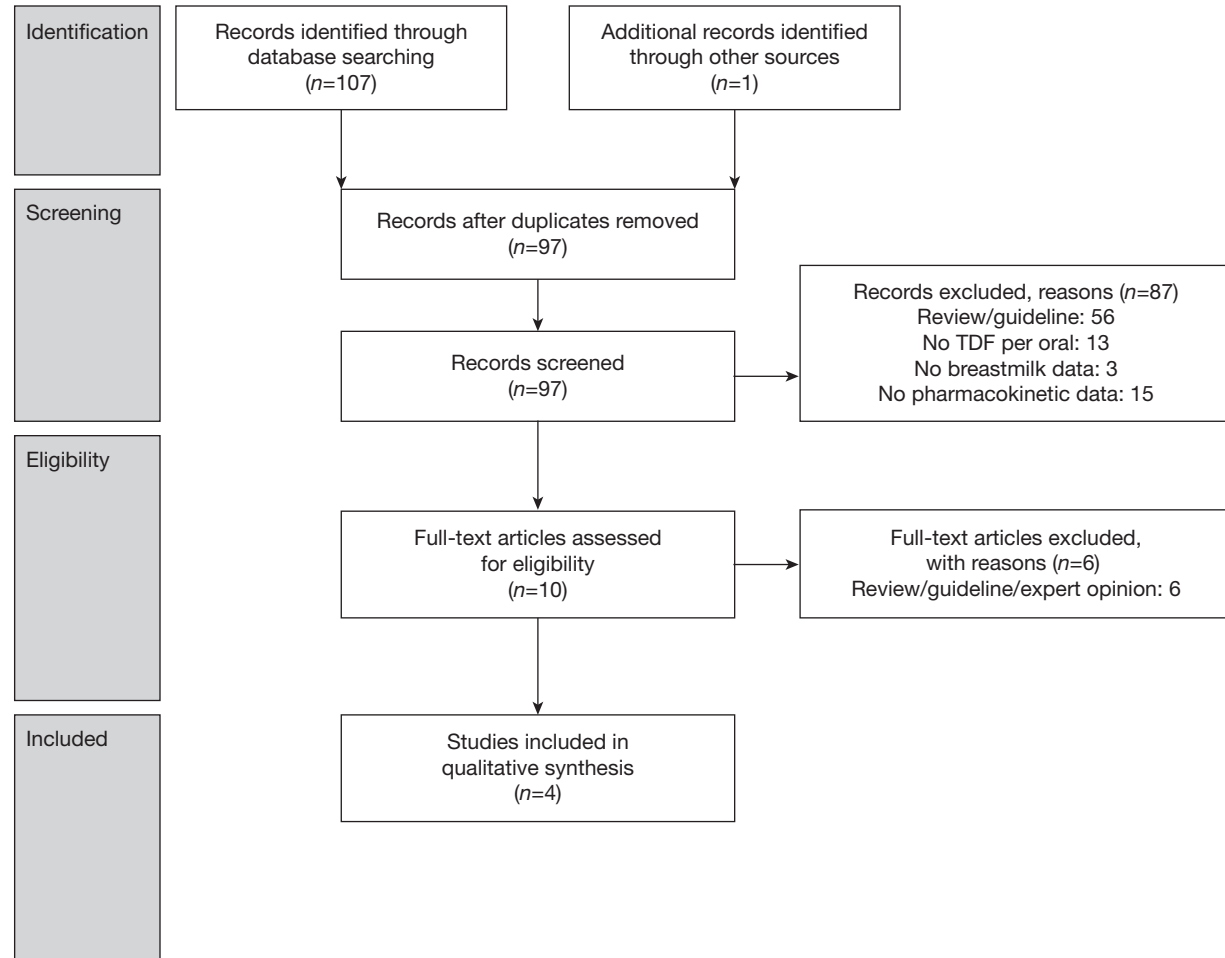 Identification
Records identified through
database searching
(n=107)
Additional records identified
through other sources
(n=1)
Screening
Records after duplicates removed
(n=97)
Records screened
(n=97)
Records excluded, reasons (n=87)
Review/guideline: 56
No TDF per oral: 13
No breastmilk data: 3
No pharmacokinetic data: 15
Eligibility
Full-text articles assessed
for eligibility
(n=10)
Full-text articles excluded,
with reasons (n=6)
Review/guideline/expert opinion: 6
Included
Studies included in
qualitative synthesis
(n=4)